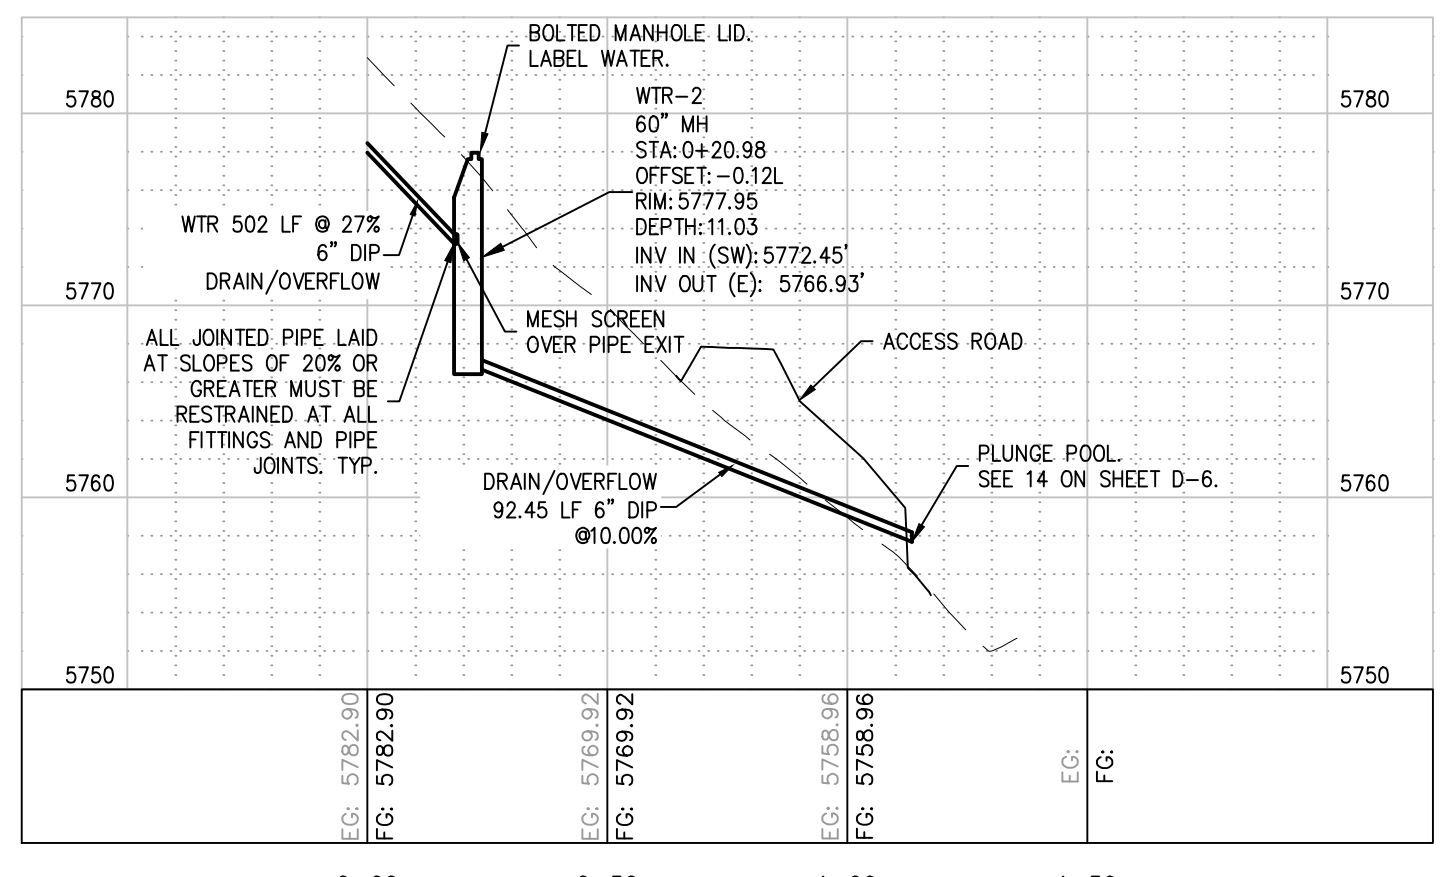 BOLTED MANHOLE LID.
LABEL WATER.
5780
5780
WTR-2
60" MH
STA:0+20.98
OFFSET:-0.12L
RIM:5777.95
DEPTH:11.03
INV IN (SW):5772.45'
INV OUT (E): 5766.93'
WTR 502 LF @ 27%
6" DIP
DRAIN/OVERFLOW
5770
5770
MESH SCREEN
OVER PIPE EXIT
ACCESS ROAD
ALL JOINTED PIPE LAID
AT SLOPES OF 20% OR
GREATER MUST BE
RESTRAINED AT ALL
FITTINGS AND PIPE
JOINTS. TYP.
PLUNGE POOL.
SEE 14 ON SHEET D-6.
DRAIN/OVERFLOW
92.45 LF 6" DIP
@10.00%
5760
5760
5750
5750
EG: 5782.90
FG: 5782.90
EG: 5769.92
FG: 5769.92
EG: 5758.96
FG: 5758.96
EG:
FG: